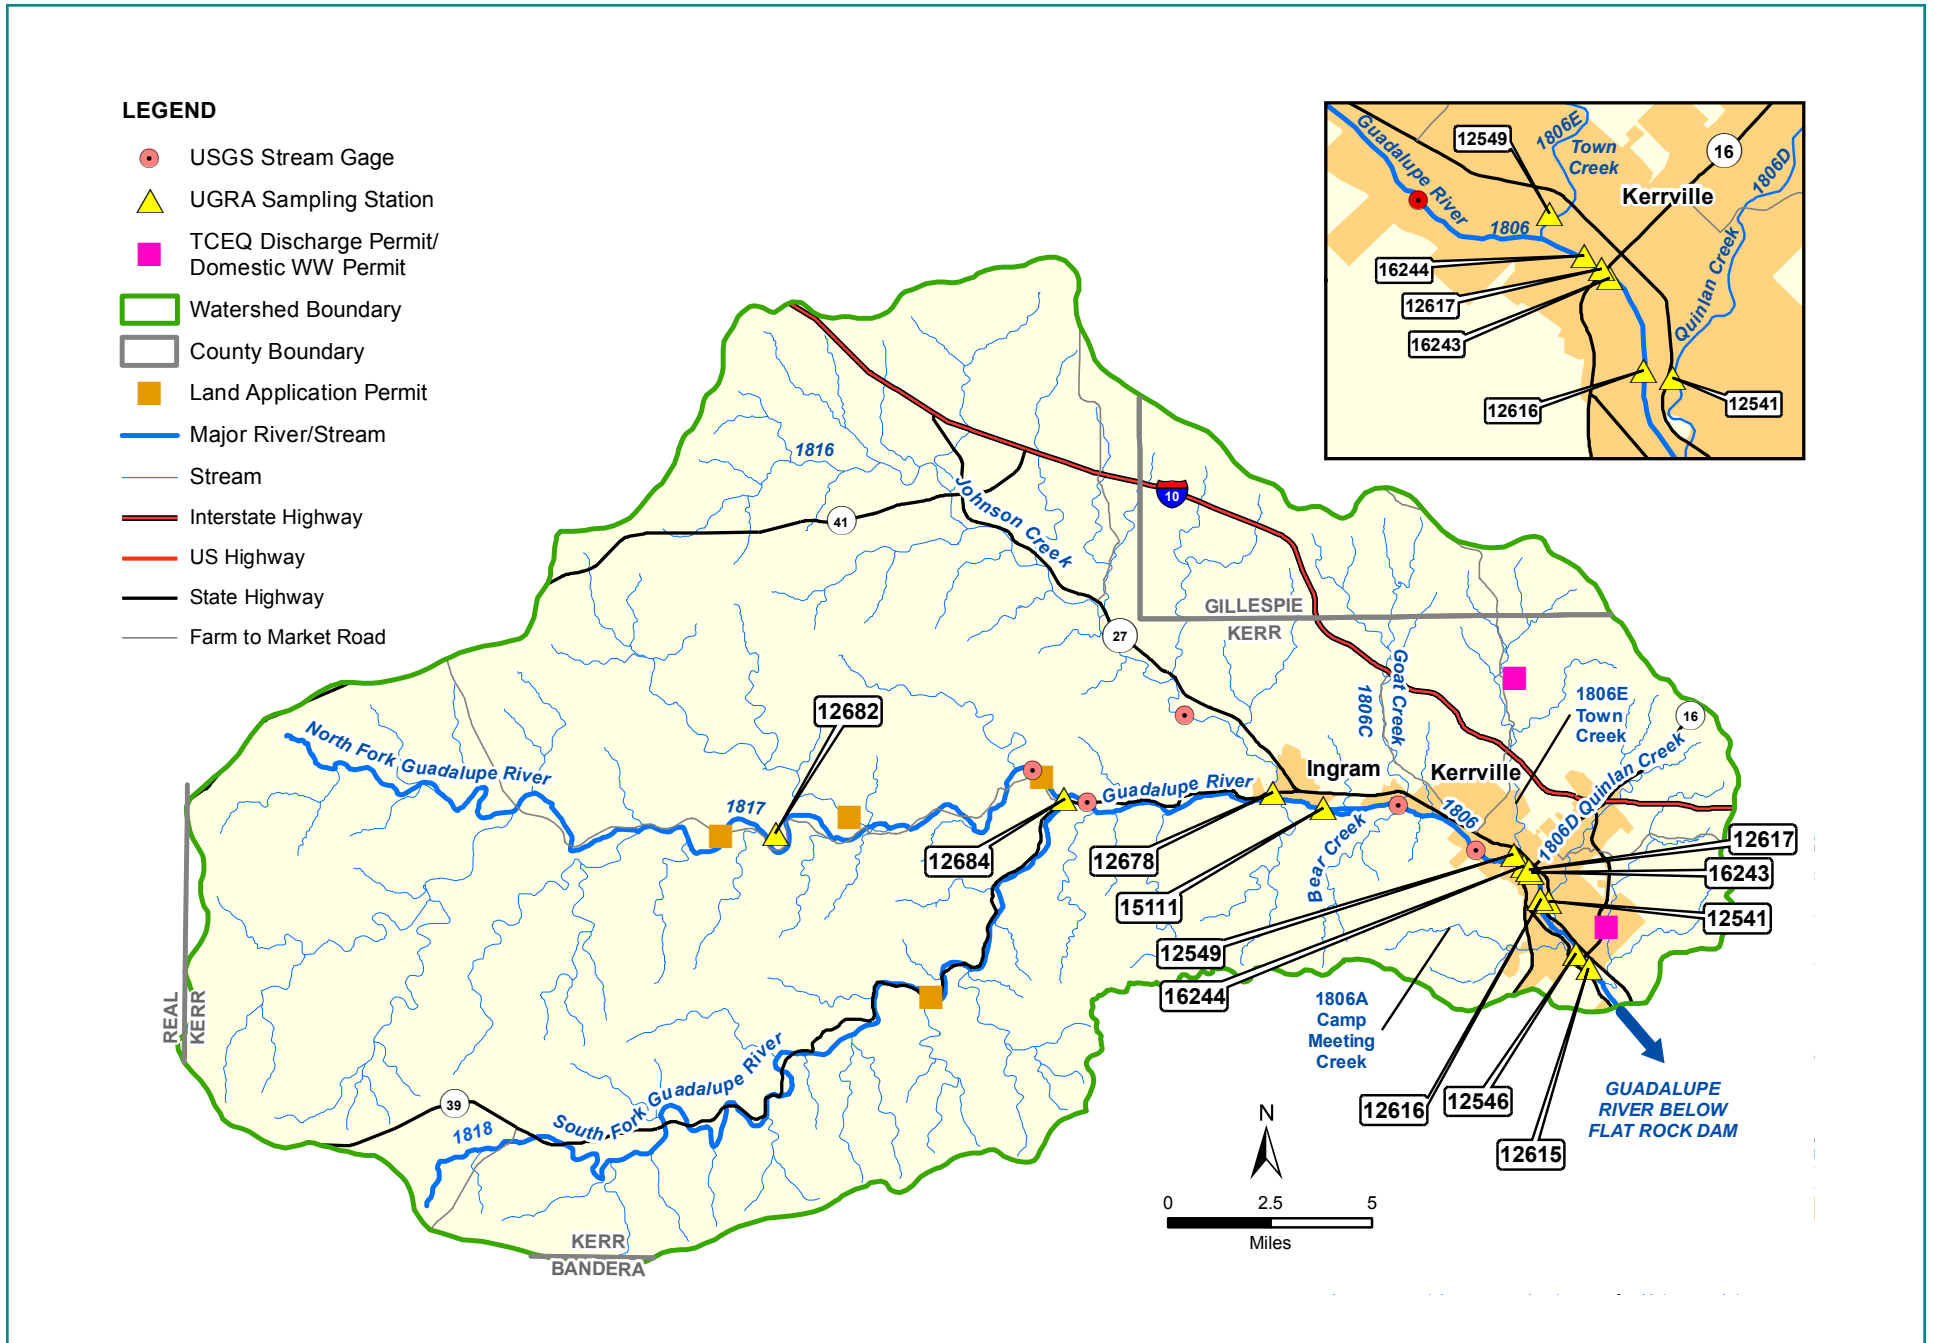 LEGEND
USGS Stream Gage
UGRA Sampling Station
TCEQ Discharge Permit/
Domestic WW Permit
Watershed Boundary
County Boundary
Land Application Permit
Major River/Stream
Stream
Interstate Highway
US Highway
State Highway
Farm to Market Road
12549
1806E
Town
Creek
16
1806D
Kerrville
Guadalupe River
1806
Quinlan Creek
16244
12617
16243
12616
12541
1816
10
Johnson Creek
41
GILLESPIE
KERR
27
Goat Creek
1806C
1806E
Town
Creek
16
12682
North Fork Guadalupe River
1817
Guadalupe River
Ingram
Kerrville
Quinlan Creek
1806
1806D
12617
12684
12678
Bear Creek
16243
15111
12541
12549
16244
REAL
KERR
1806A
Camp
Meeting
Creek
South Fork Guadalupe River
39
1818
12616
12546
12615
GUADALUPE
RIVER BELOW
FLAT ROCK DAM
N
0
2.5
5
Miles
KERR
BANDERA